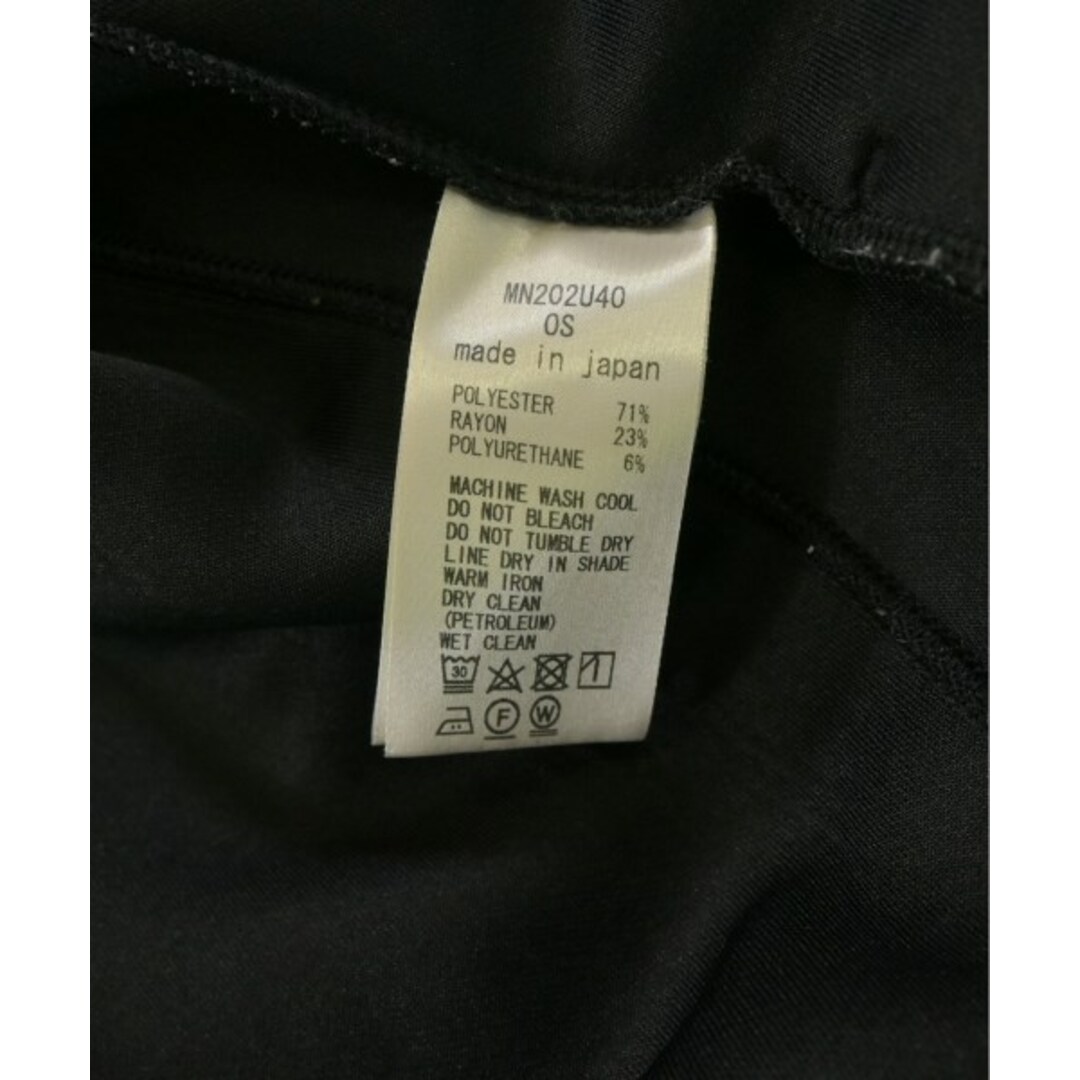 MN202U40
OS
made in japan
POLYESTER 71%
RAYON 23%
POLYURETHANE 6%
MACHINE WASH COOL
DO NOT BLEACH
DO NOT TUMBLE DRY
LINE DRY IN SHADE
WARM IRON
DRY CLEAN
(PETROLEUM)
WET CLEAN
30
F W